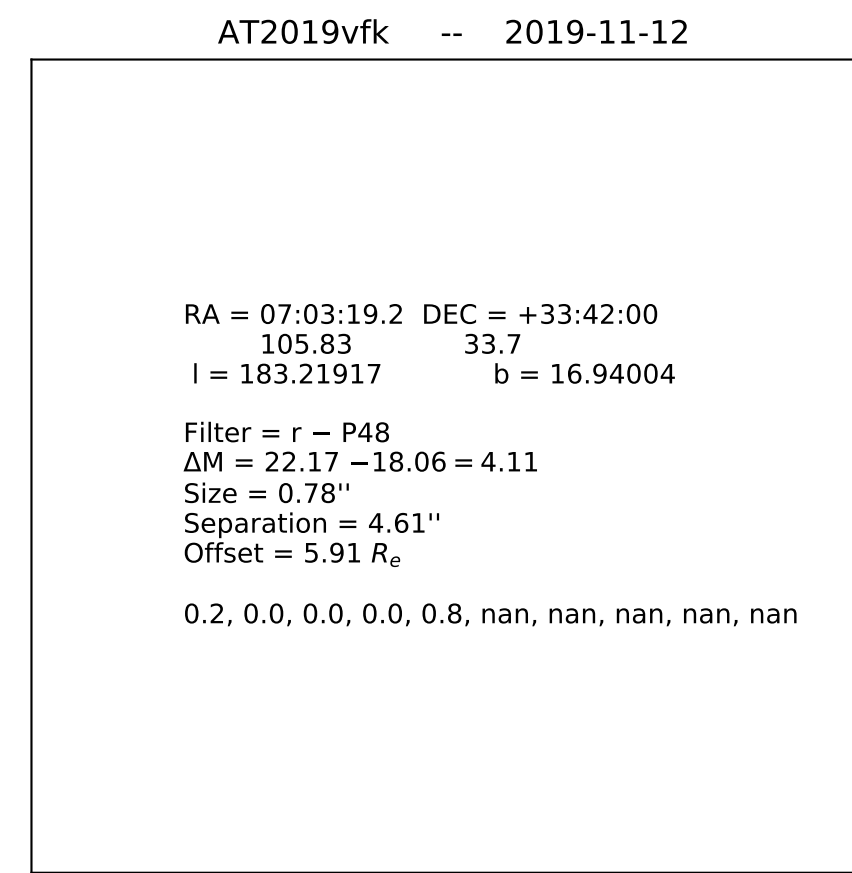 AT2019vfk -- 2019-11-12
RA = 07:03:19.2 DEC = +33:42:00
105.83 33.7
l = 183.21917 b = 16.94004
Filter = r − P48
ΔM = 22.17 −18.06 = 4.11
Size = 0.78''
Separation = 4.61''
Offset = 5.91 Re
0.2, 0.0, 0.0, 0.0, 0.8, nan, nan, nan, nan, nan